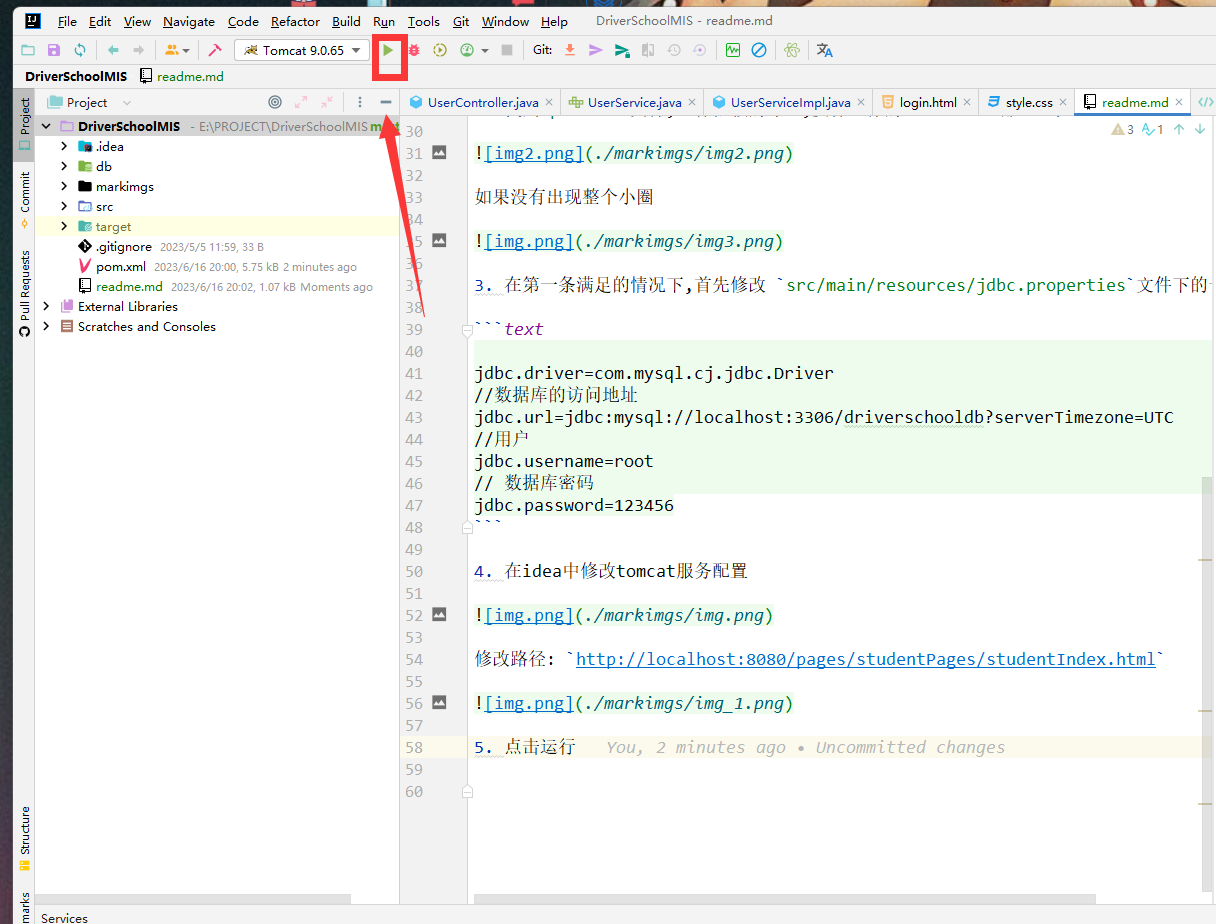 File Edit View Navigate Code Refactor Build Run Tools Git Window Help DriverSchoolMIS - readme.md
Tomcat 9.0.65 Git:
DriverSchoolMIS readme.md
Project
Commit
Pull Requests
Structure
marks
Project
DriverSchoolMIS - E:\PROJECT\DriverSchoolMIS
.idea
db
markimgs
src
target
.gitignore 2023/5/5 11:59, 33 B
pom.xml 2023/6/16 20:00, 5.75 kB 2 minutes ago
readme.md 2023/6/16 20:02, 1.07 kB Moments ago
External Libraries
Scratches and Consoles
UserController.java UserService.java UserServiceImpl.java login.html style.css readme.md
3 1
30
31 ![img2.png](./markimgs/img2.png)
32
33 如果没有出现整个小圈
34
35 ![img.png](./markimgs/img3.png)
36
37 3. 在第一条满足的情况下,首先修改 `src/main/resources/jdbc.properties`文件下的
38
39 ```text
40
41 jdbc.driver=com.mysql.cj.jdbc.Driver
42 //数据库的访问地址
43 jdbc.url=jdbc:mysql://localhost:3306/driverschooldb?serverTimezone=UTC
44 //用户
45 jdbc.username=root
46 // 数据库密码
47 jdbc.password=123456
48 ```
49
50 4. 在idea中修改tomcat服务配置
51
52 ![img.png](./markimgs/img.png)
53
54 修改路径: `http://localhost:8080/pages/studentPages/studentIndex.html`
55
56 ![img.png](./markimgs/img_1.png)
57
58 5. 点击运行 You, 2 minutes ago • Uncommitted changes
59
60
Services